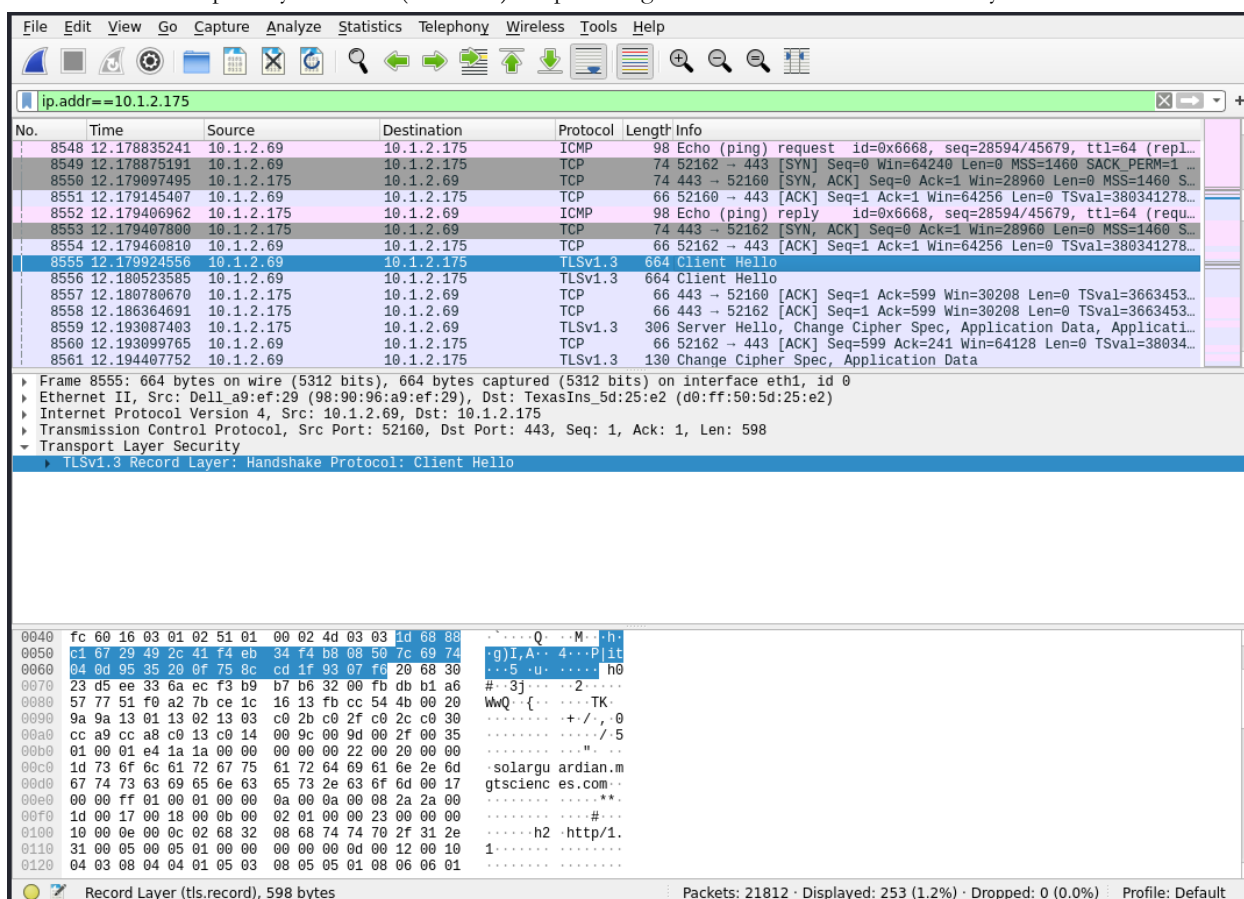 File Edit View Go Capture Analyze Statistics Telephony Wireless Tools Help
ip.addr==10.1.2.175
No. Time Source Destination Protocol Length Info
8548 12.178835241 10.1.2.69 10.1.2.175 ICMP 98 Echo (ping) request id=0x6668, seq=28594/45679, ttl=64 (repl…
8549 12.178875191 10.1.2.69 10.1.2.175 TCP 74 52162 → 443 [SYN] Seq=0 Win=64240 Len=0 MSS=1460 SACK_PERM=1 …
8550 12.179097495 10.1.2.175 10.1.2.69 TCP 74 443 → 52160 [SYN, ACK] Seq=0 Ack=1 Win=28960 Len=0 MSS=1460 S…
8551 12.179145407 10.1.2.69 10.1.2.175 TCP 66 52160 → 443 [ACK] Seq=1 Ack=1 Win=64256 Len=0 TSval=380341278…
8552 12.179406962 10.1.2.175 10.1.2.69 ICMP 98 Echo (ping) reply id=0x6668, seq=28594/45679, ttl=64 (requ…
8553 12.179407800 10.1.2.175 10.1.2.69 TCP 74 443 → 52162 [SYN, ACK] Seq=0 Ack=1 Win=28960 Len=0 MSS=1460 S…
8554 12.179460810 10.1.2.69 10.1.2.175 TCP 66 52162 → 443 [ACK] Seq=1 Ack=1 Win=64256 Len=0 TSval=380341278…
8555 12.179924556 10.1.2.69 10.1.2.175 TLSv1.3 664 Client Hello
8556 12.180523585 10.1.2.69 10.1.2.175 TLSv1.3 664 Client Hello
8557 12.180780670 10.1.2.175 10.1.2.69 TCP 66 443 → 52160 [ACK] Seq=1 Ack=599 Win=30208 Len=0 TSval=3663453…
8558 12.186364691 10.1.2.175 10.1.2.69 TCP 66 443 → 52162 [ACK] Seq=1 Ack=599 Win=30208 Len=0 TSval=3663453…
8559 12.193087403 10.1.2.175 10.1.2.69 TLSv1.3 306 Server Hello, Change Cipher Spec, Application Data, Applicati…
8560 12.193099765 10.1.2.69 10.1.2.175 TCP 66 52162 → 443 [ACK] Seq=599 Ack=241 Win=64128 Len=0 TSval=38034…
8561 12.194407752 10.1.2.69 10.1.2.175 TLSv1.3 130 Change Cipher Spec, Application Data
Frame 8555: 664 bytes on wire (5312 bits), 664 bytes captured (5312 bits) on interface eth1, id 0
Ethernet II, Src: Dell_a9:ef:29 (98:90:96:a9:ef:29), Dst: TexasIns_5d:25:e2 (d0:ff:50:5d:25:e2)
Internet Protocol Version 4, Src: 10.1.2.69, Dst: 10.1.2.175
Transmission Control Protocol, Src Port: 52160, Dst Port: 443, Seq: 1, Ack: 1, Len: 598
Transport Layer Security
TLSv1.3 Record Layer: Handshake Protocol: Client Hello
0040 fc 60 16 03 01 02 51 01 00 02 4d 03 03 1d 68 88 ·`····Q· ··M···h·
0050 c1 67 29 49 2c 41 f4 eb 34 f4 b8 08 50 7c 69 74 ·g)I,A·· 4···P|it
0060 04 0d 95 35 20 0f 75 8c cd 1f 93 07 f6 20 68 30 ···5 ·u· ····· h0
0070 23 d5 ee 33 6a ec f3 b9 b7 b6 32 00 fb db b1 a6 #··3j··· ··2·····
0080 57 77 51 f0 a2 7b ce 1c 16 13 fb cc 54 4b 00 20 WwQ··{·· ····TK·
0090 9a 9a 13 01 13 02 13 03 c0 2b c0 2f c0 2c c0 30 ········ ·+·/·,·0
00a0 cc a9 cc a8 c0 13 c0 14 00 9c 00 9d 00 2f 00 35 ········ ·····/·5
00b0 01 00 01 e4 1a 1a 00 00 00 00 00 22 00 20 00 00 ········ ···"· ··
00c0 1d 73 6f 6c 61 72 67 75 61 72 64 69 61 6e 2e 6d ·solargu ardian.m
00d0 67 74 73 63 69 65 6e 63 65 73 2e 63 6f 6d 00 17 gtscienc es.com··
00e0 00 00 ff 01 00 01 00 00 0a 00 0a 00 08 2a 2a 00 ········ ·····**·
00f0 1d 00 17 00 18 00 0b 00 02 01 00 00 23 00 00 00 ········ ····#···
0100 10 00 0e 00 0c 02 68 32 08 68 74 74 70 2f 31 2e ······h2 ·http/1.
0110 31 00 05 00 05 01 00 00 00 00 00 0d 00 12 00 10 1······· ········
0120 04 03 08 04 04 01 05 03 08 05 05 01 08 06 06 01 ········ ········
Record Layer (tls.record), 598 bytes Packets: 21812 · Displayed: 253 (1.2%) · Dropped: 0 (0.0%) Profile: Default